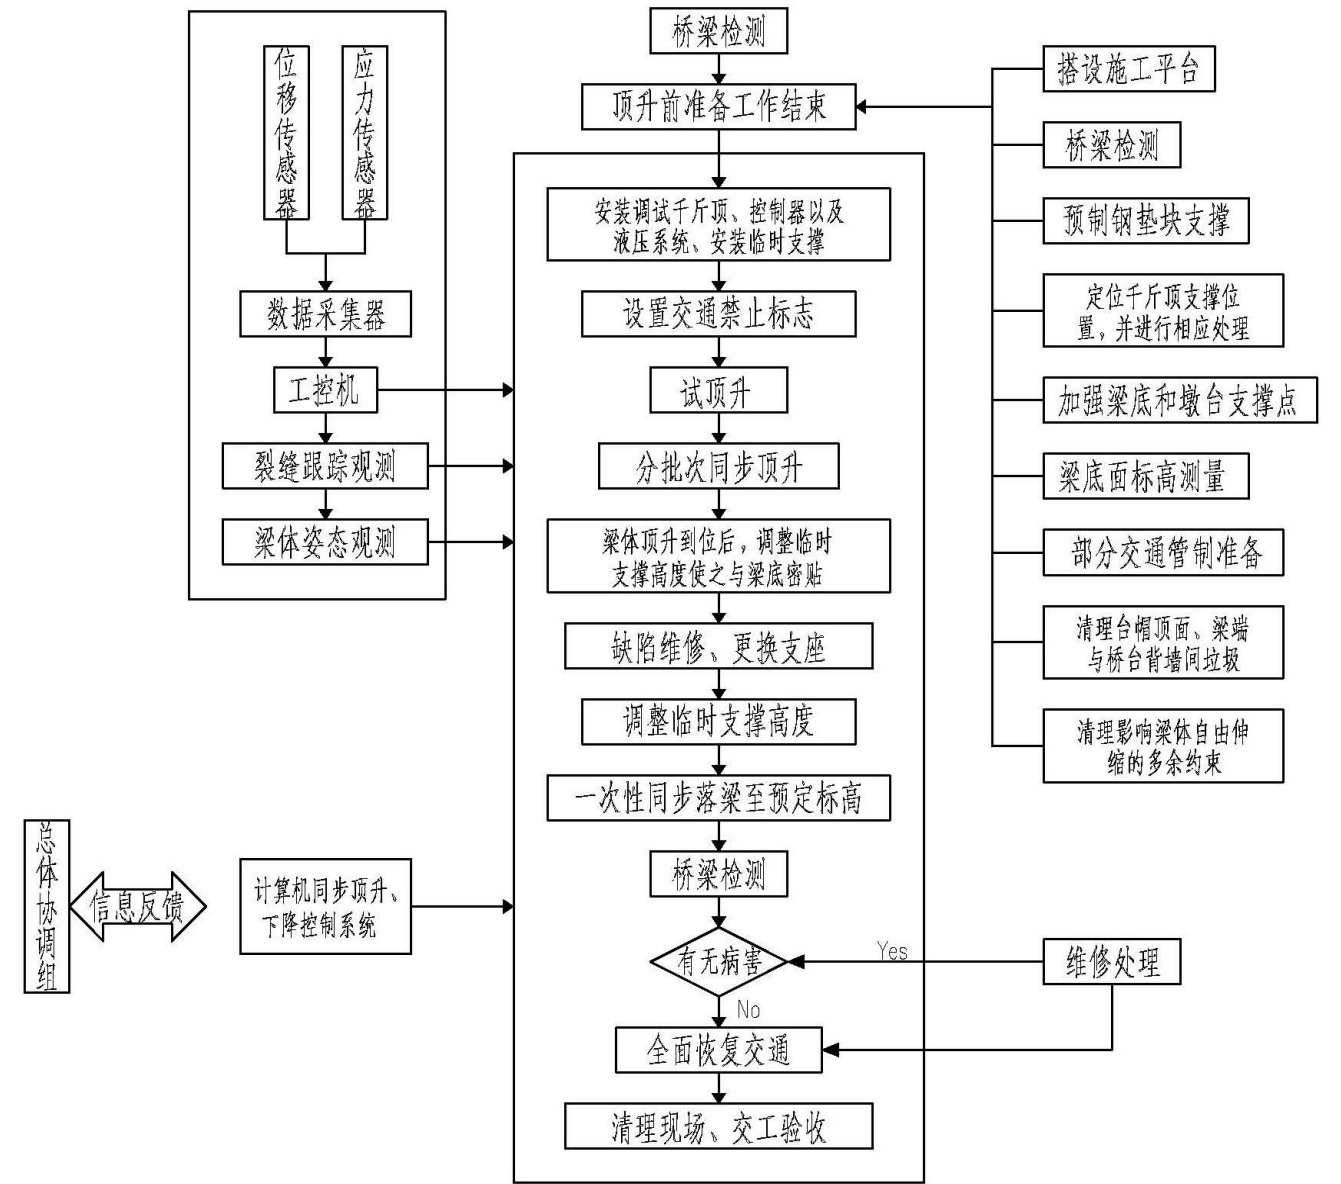 桥梁检测
顶升前准备工作结束
位移传感器
应力传感器
数据采集器
工控机
裂缝跟踪观测
梁体姿态观测
安装调试千斤顶、控制器以及
液压系统、安装临时支撑
设置交通禁止标志
试顶升
分批次同步顶升
梁体顶升到位后，调整临时
支撑高度使之与梁底密贴
缺陷维修、更换支座
调整临时支撑高度
一次性同步落梁至预定标高
桥梁检测
有无病害
Yes
No
全面恢复交通
清理现场、交工验收
搭设施工平台
桥梁检测
预制钢垫块支撑
定位千斤顶支撑位
置，并进行相应处理
加强梁底和墩台支撑点
梁底面标高测量
部分交通管制准备
清理台帽顶面、梁端
与桥台背墙间垃圾
清理影响梁体自由伸
缩的多余约束
维修处理
总体协调组
信息反馈
计算机同步顶升、
下降控制系统